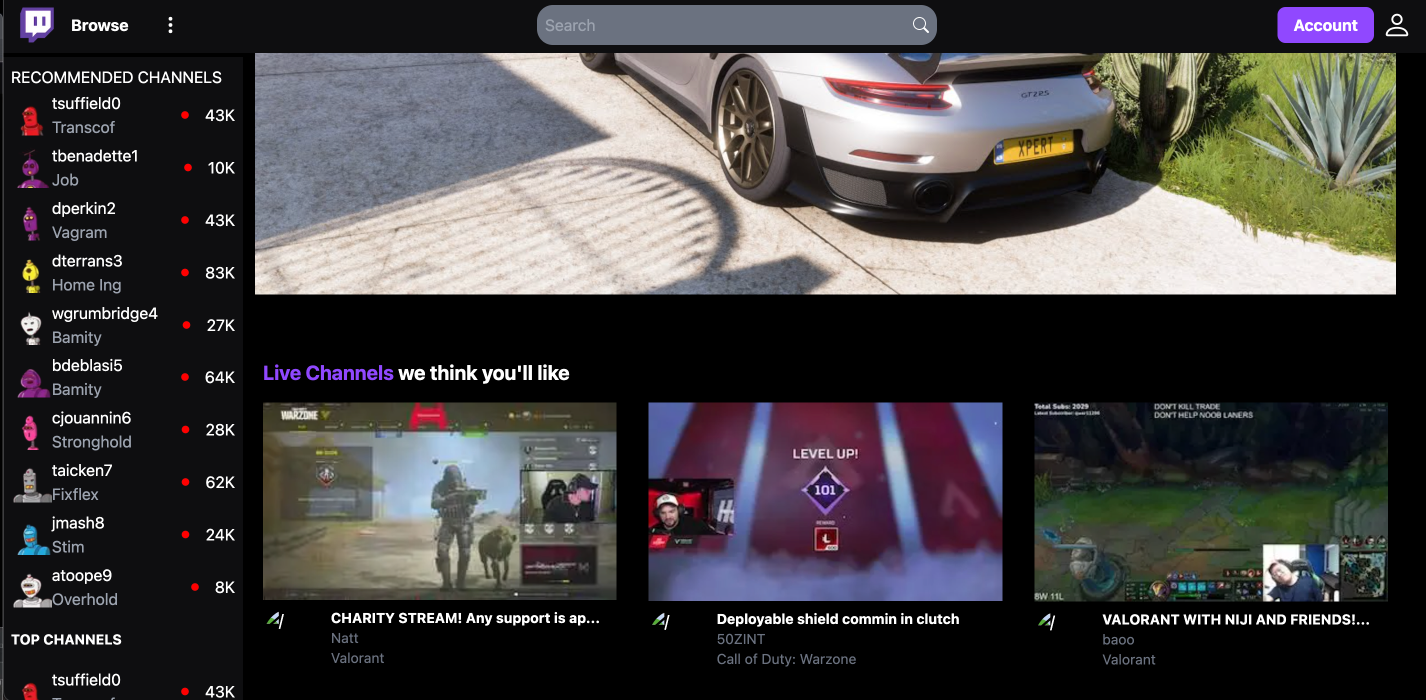 Browse
Search
Account
RECOMMENDED CHANNELS
tsuffield0
Transcof
43K
tbenadette1
Job
10K
dperkin2
Vagram
43K
dterrans3
Home Ing
83K
wgrumbridge4
Bamity
27K
bdeblasi5
Bamity
64K
cjouannin6
Stronghold
28K
taicken7
Fixflex
62K
jmash8
Stim
24K
atoope9
Overhold
8K
TOP CHANNELS
tsuffield0
43K
GT2RS
XPERT
Live Channels we think you'll like
WARZONE
CHARITY STREAM! Any support is ap...
Natt
Valorant
LEVEL UP!
101
Deployable shield commin in clutch
50ZINT
Call of Duty: Warzone
Total Subs: 2029
DON'T KILL TRADE
DON'T HELP NOOB LANERS
8W 11L
VALORANT WITH NIJI AND FRIENDS!...
baoo
Valorant